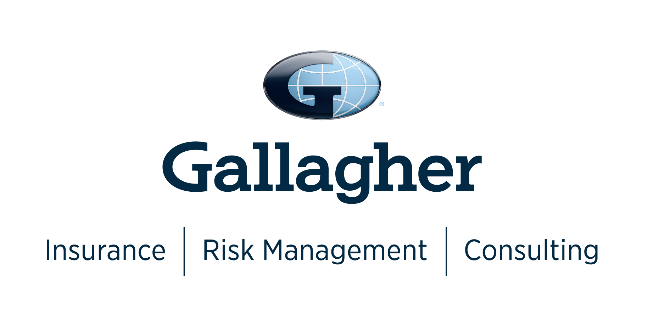 G
Gallagher
Insurance | Risk Management | Consulting